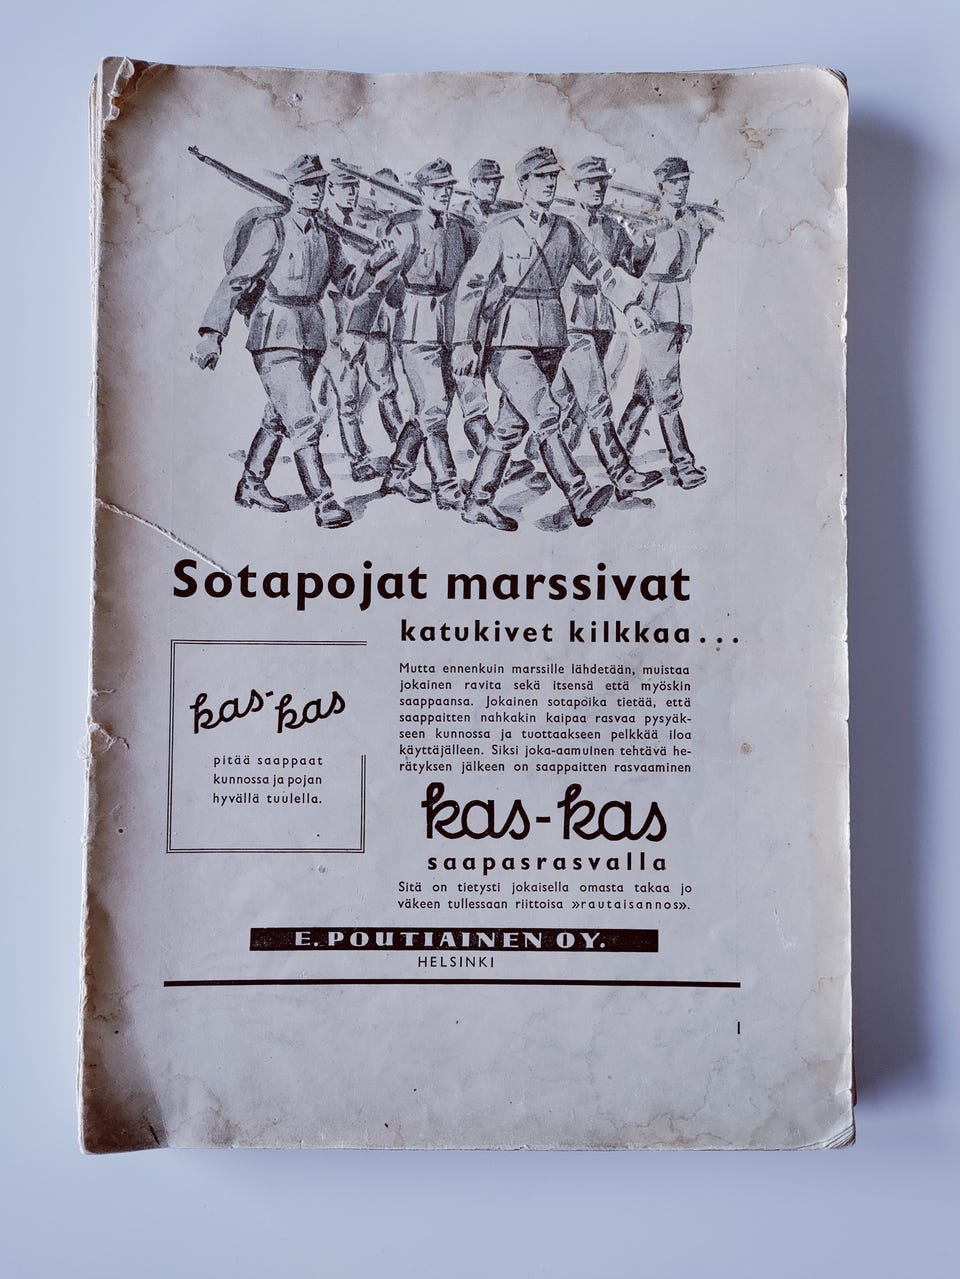 Sotapojat marssivat
katukivet kilkkaa...
kas-kas
pitää saappaat
kunnossa ja pojan
hyvällä tuulella.
Mutta ennenkuin marssille lähdetään, muistaa
jokainen ravita sekä itsensä että myöskin
saappaansa. Jokainen sotapoika tietää, että
saappaitten nahkakin kaipaa rasvaa pysyäk-
seen kunnossa ja tuottaakseen pelkkää iloa
käyttäjälleen. Siksi joka-aamuinen tehtävä he-
rätyksen jälkeen on saappaitten rasvaaminen
kas-kas
saapasrasvalla
Sitä on tietysti jokaisella omasta takaa jo
väkeen tullessaan riittoisa »rautaisannos».
E. POUTIAINEN OY.
HELSINKI
1